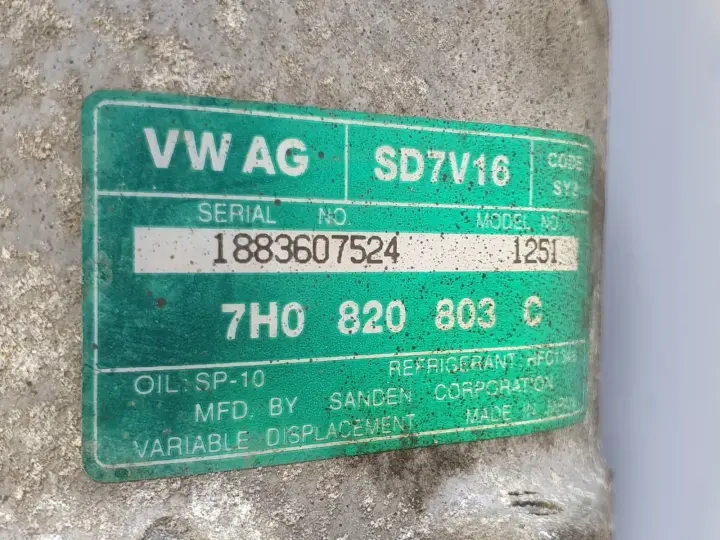 VW AG SD7V16 CODE
SERIAL NO. MODEL NO
1883607524 1251
7H0 820 803 C
OIL: SP-10 REFRIGERANT
MFD. BY SANDEN CORPORATION
VARIABLE DISPLACEMENT MADE IN